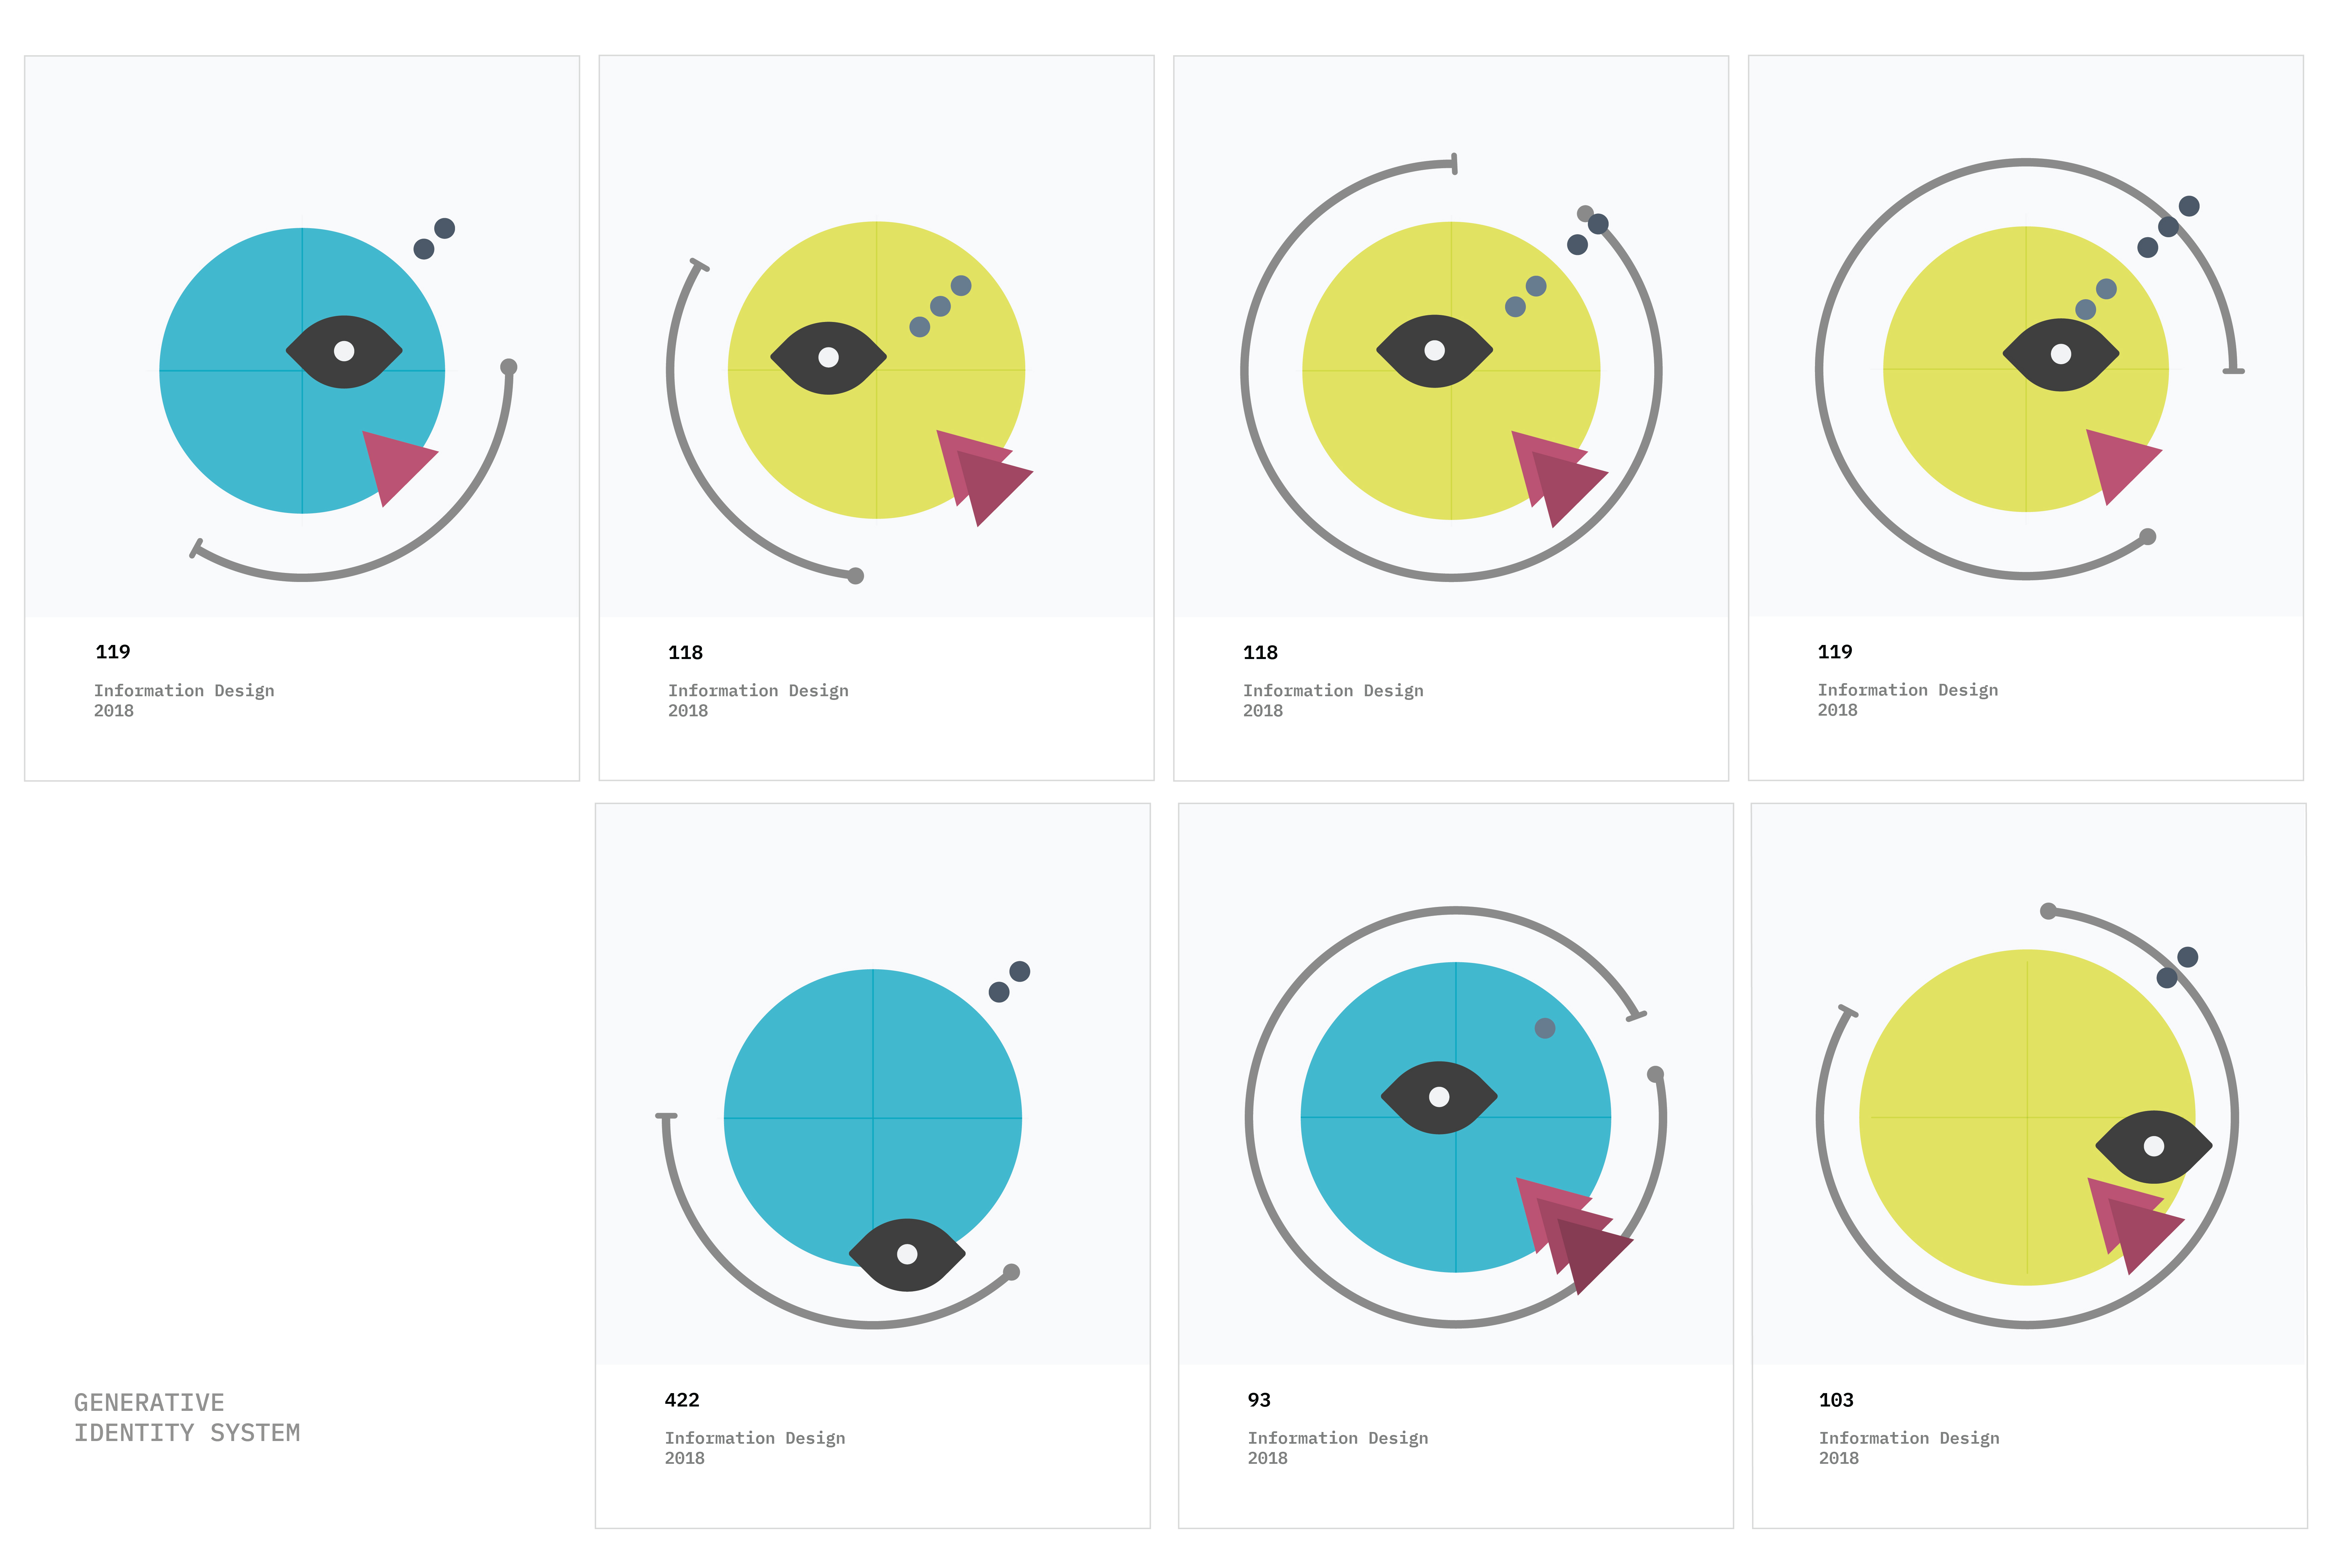 119
Information Design
2018
118
Information Design
2018
118
Information Design
2018
119
Information Design
2018
GENERATIVE
IDENTITY SYSTEM
422
Information Design
2018
93
Information Design
2018
103
Information Design
2018